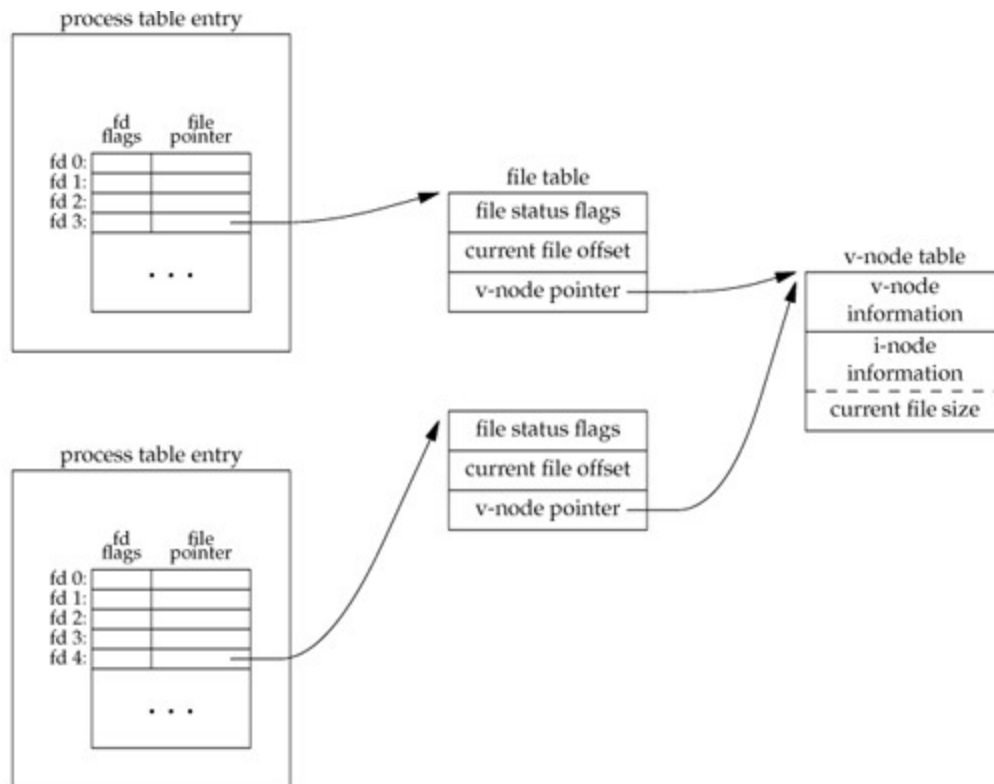 process table entry
fd
flags
file
pointer
fd 0:
fd 1:
fd 2:
fd 3:
. . .
file table
file status flags
current file offset
v-node pointer
v-node table
v-node
information
i-node
information
current file size
file status flags
current file offset
v-node pointer
process table entry
fd
flags
file
pointer
fd 0:
fd 1:
fd 2:
fd 3:
fd 4:
. . .